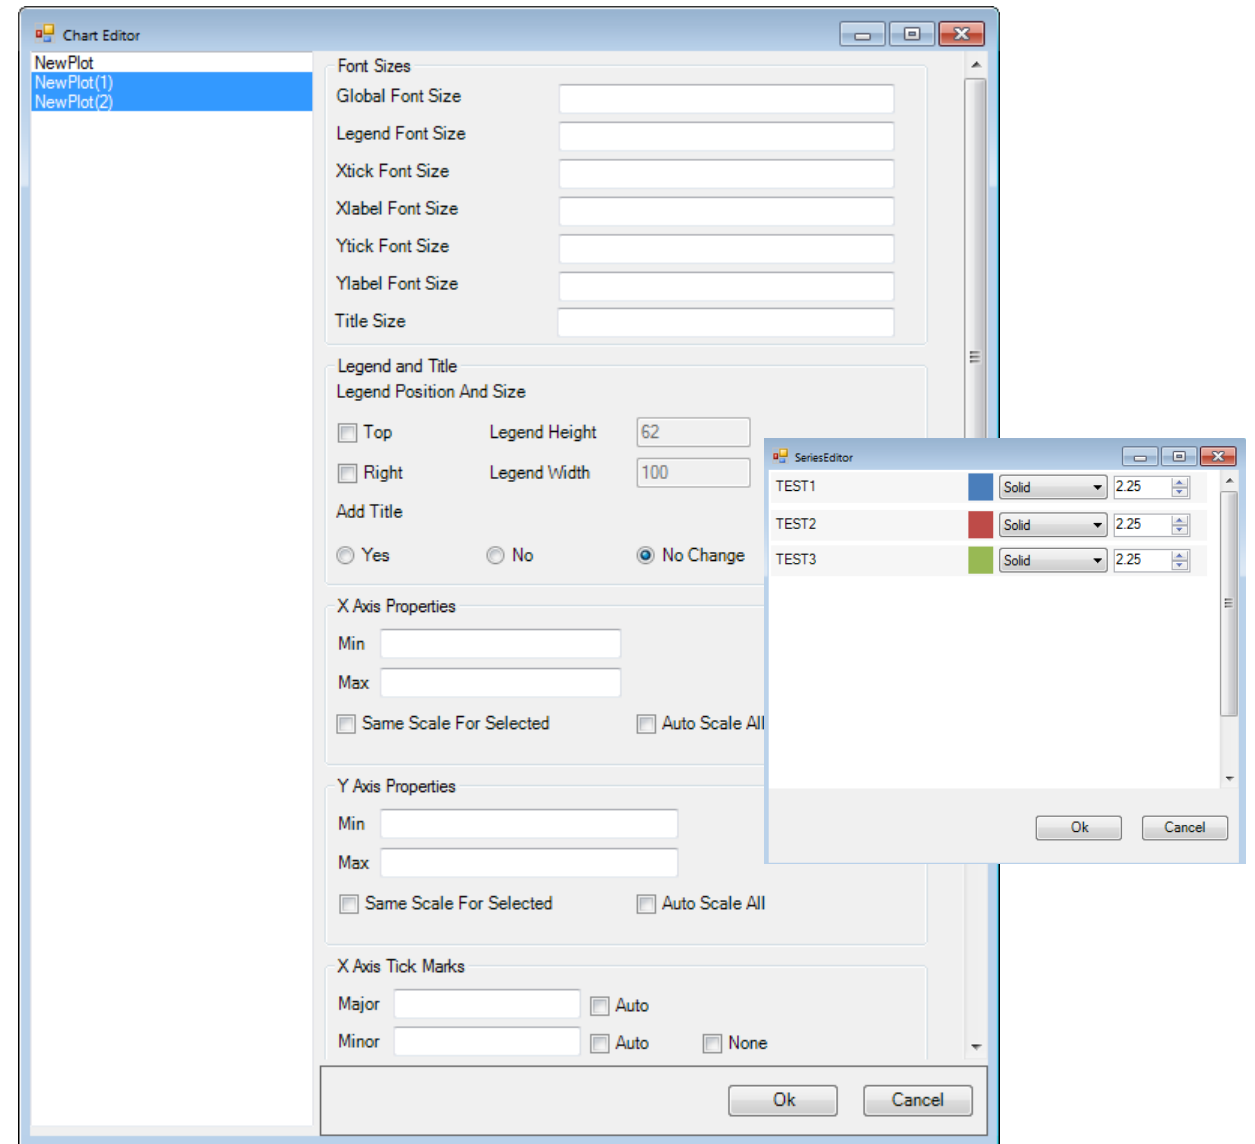 Chart Editor
NewPlot
NewPlot(1)
NewPlot(2)
Font Sizes
Global Font Size
Legend Font Size
Xtick Font Size
Xlabel Font Size
Ytick Font Size
Ylabel Font Size
Title Size
Legend and Title
Legend Position And Size
Top Legend Height 62
Right Legend Width 100
Add Title
Yes No No Change
X Axis Properties
Min
Max
Same Scale For Selected Auto Scale All
Y Axis Properties
Min
Max
Same Scale For Selected Auto Scale All
X Axis Tick Marks
Major Auto
Minor Auto None
Ok Cancel
SeriesEditor
TEST1 Solid 2.25
TEST2 Solid 2.25
TEST3 Solid 2.25
Ok Cancel